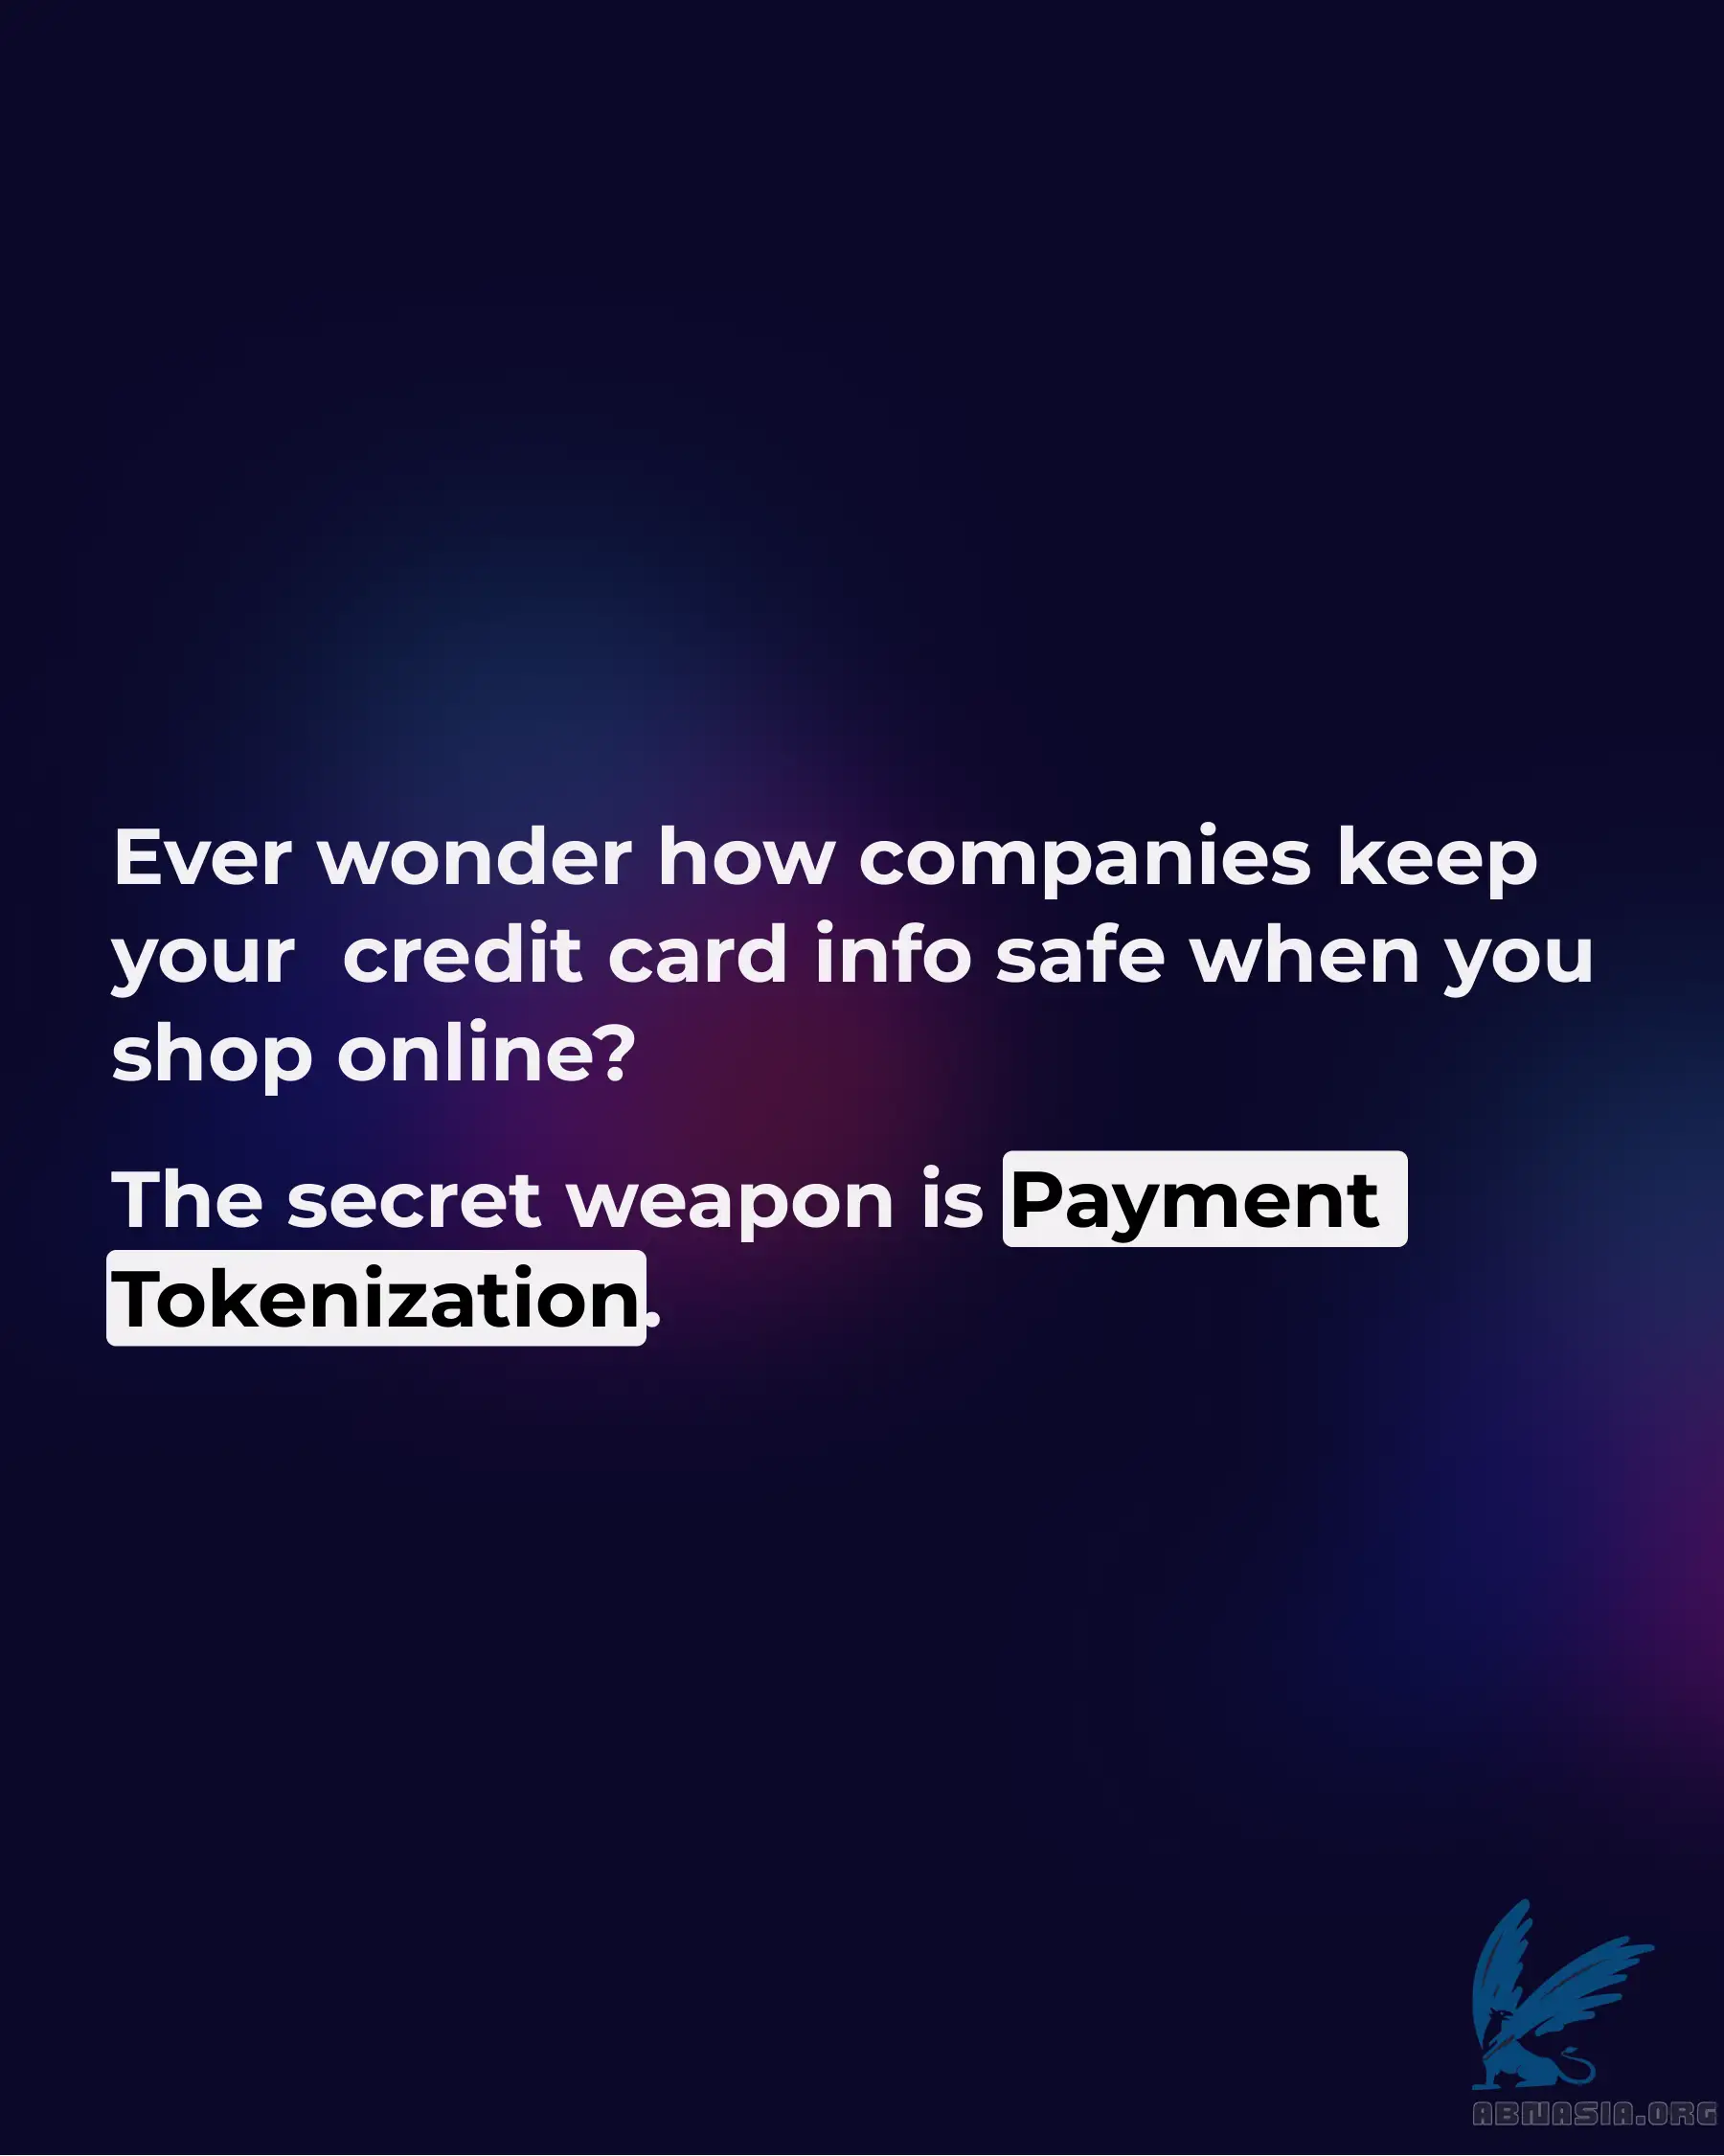 Ever wonder how companies keep
your  credit card info safe when you
shop online?
The secret weapon is Payment
Tokenization.
ABNASIA.ORG